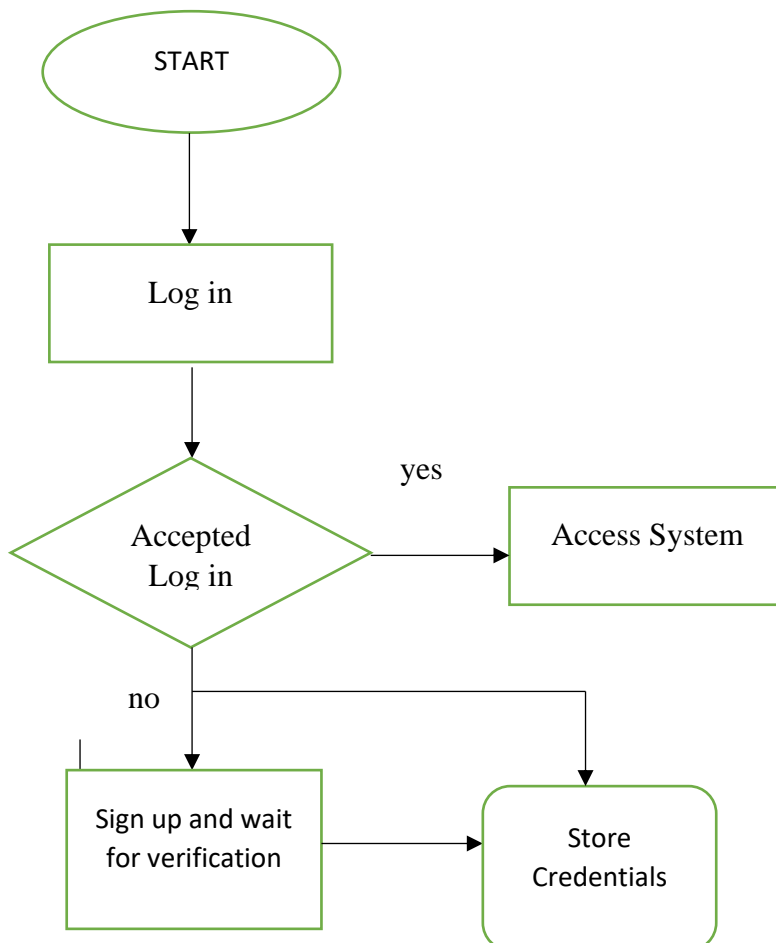 START
Log in
yes
Accepted
Log in
Access System
no
Sign up and wait
for verification
Store
Credentials